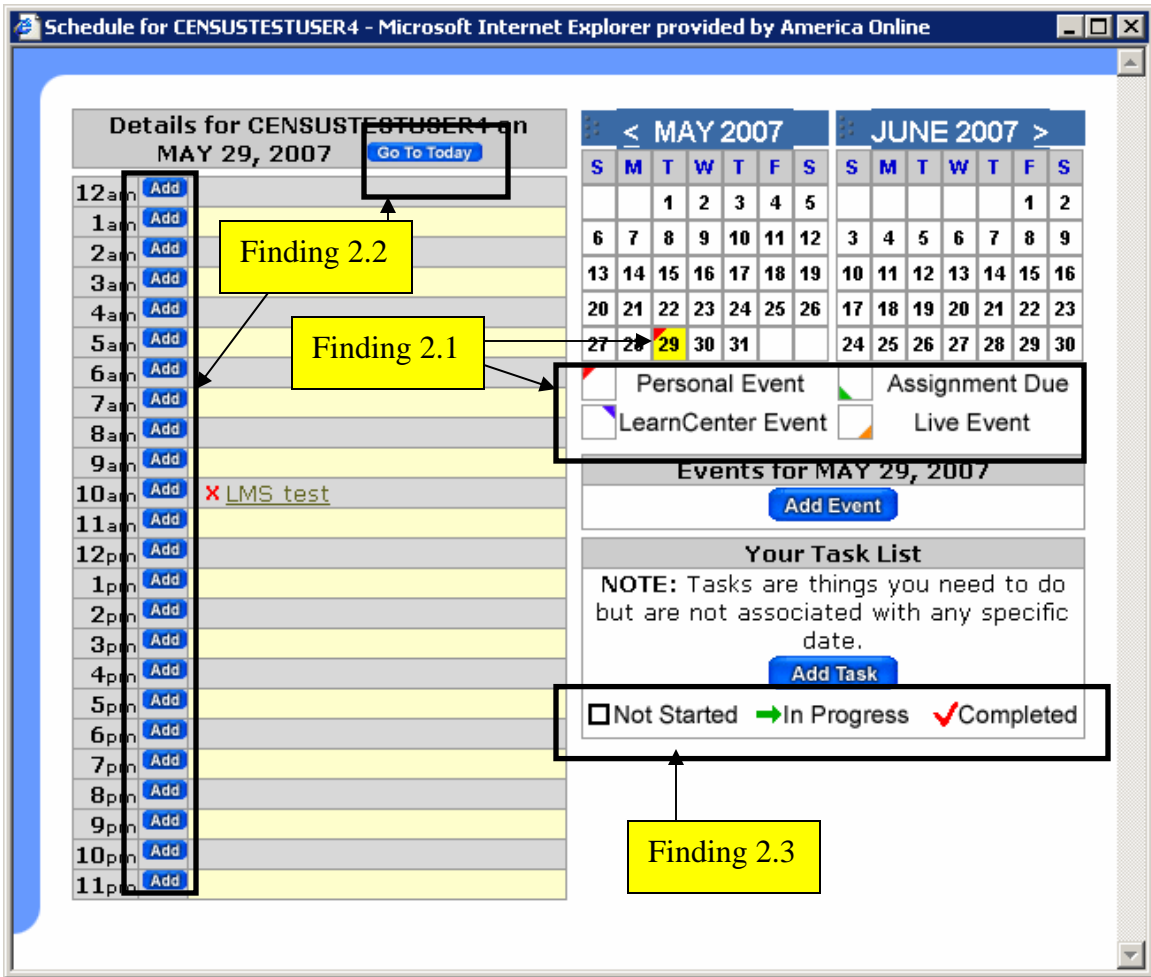 Schedule for CENSUSTESTUSER4 - Microsoft Internet Explorer provided by America Online
Details for CENSUSTESTUSER4 on
MAY 29, 2007 Go To Today
12am Add
1am Add
2am Add
3am Add
4am Add
5am Add
6am Add
7am Add
8am Add
9am Add
10am Add X LMS test
11am Add
12pm Add
1pm Add
2pm Add
3pm Add
4pm Add
5pm Add
6pm Add
7pm Add
8pm Add
9pm Add
10pm Add
11pm Add
Finding 2.2
Finding 2.1
< MAY 2007
S M T W T F S
1 2 3 4 5
6 7 8 9 10 11 12
13 14 15 16 17 18 19
20 21 22 23 24 25 26
27 28 29 30 31
JUNE 2007 >
S M T W T F S
1 2
3 4 5 6 7 8 9
10 11 12 13 14 15 16
17 18 19 20 21 22 23
24 25 26 27 28 29 30
Personal Event Assignment Due
LearnCenter Event Live Event
Events for MAY 29, 2007
Add Event
Your Task List
NOTE: Tasks are things you need to do
but are not associated with any specific
date.
Add Task
Not Started In Progress Completed
Finding 2.3